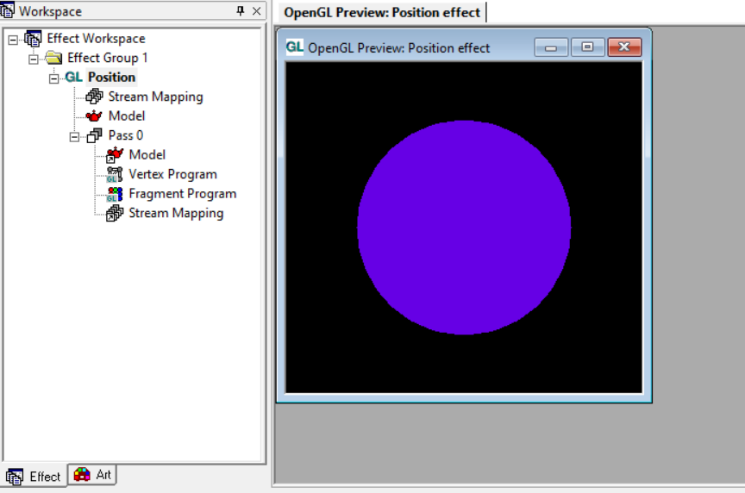 Workspace
OpenGL Preview: Position effect
Effect Workspace
Effect Group 1
GL Position
Stream Mapping
Model
Pass 0
Model
Vertex Program
Fragment Program
Stream Mapping
GL OpenGL Preview: Position effect
Effect
Art